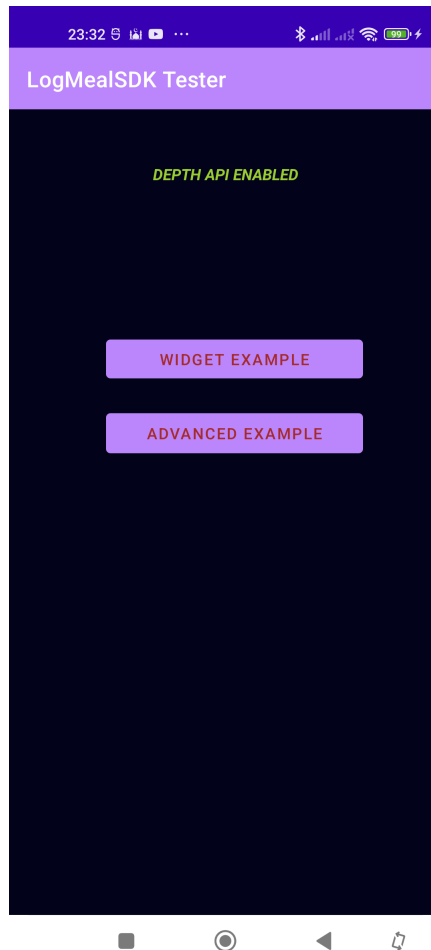 23:32
99
LogMealSDK Tester
DEPTH API ENABLED
WIDGET EXAMPLE
ADVANCED EXAMPLE